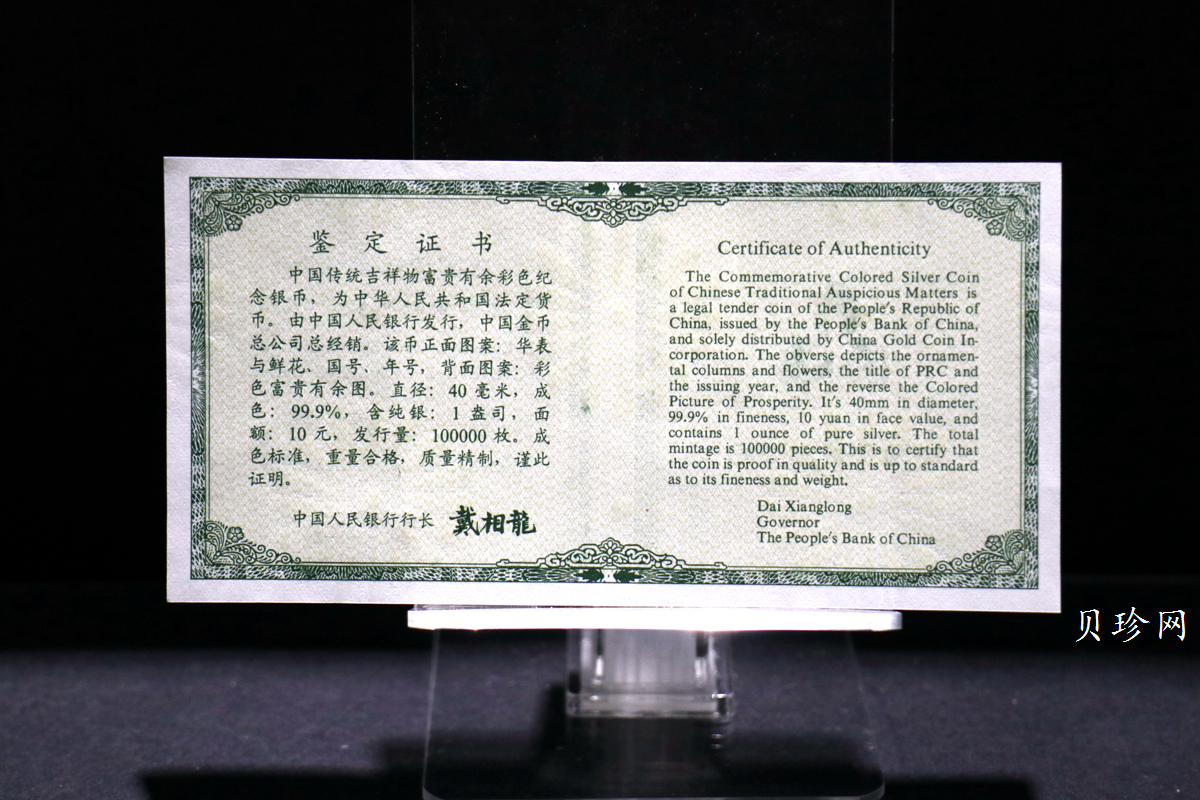 鉴定证书
中国传统吉祥物富贵有余彩色纪
念银币，为中华人民共和国法定货
币。由中国人民银行发行，中国金币
总公司总经销。该币正面图案：华表
与鲜花、国号、年号，背面图案：彩
色富贵有余图。直径：40毫米，成
色：99.9%，含纯银：1盎司，面
额：10元，发行量：100000枚。成
色标准，重量合格，质量精制，谨此
证明。
中国人民银行行长 戴相龍
Certificate of Authenticity
The Commemorative Colored Silver Coin
of Chinese Traditional Auspicious Matters is
a legal tender coin of the People's Republic of
China, issued by the People's Bank of China,
and solely distributed by China Gold Coin In-
corporation. The obverse depicts the ornamen-
tal columns and flowers, the title of PRC and
the issuing year, and the reverse the Colored
Picture of Prosperity. It's 40mm in diameter,
99.9% in fineness, 10 yuan in face value, and
contains 1 ounce of pure silver. The total
mintage is 100000 pieces. This is to certify that
the coin is proof in quality and is up to standard
as to its fineness and weight.
Dai Xianglong
Governor
The People's Bank of China
贝珍网